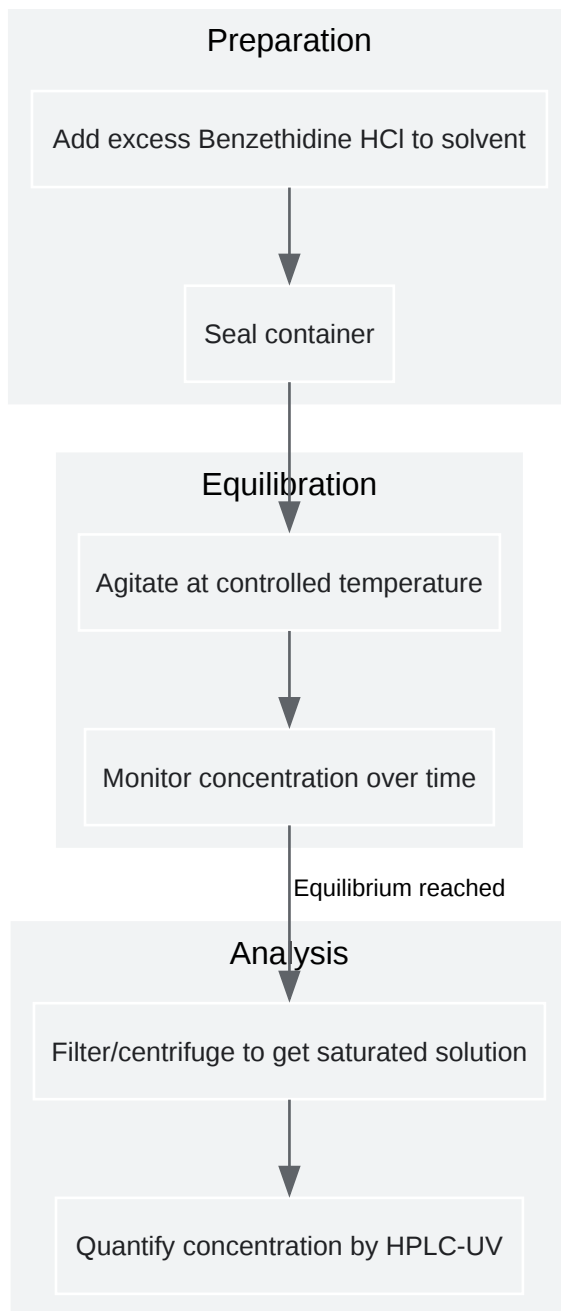 Preparation
Add excess Benzethidine HCl to solvent
Seal container
Equilibration
Agitate at controlled temperature
Monitor concentration over time
Equilibrium reached
Analysis
Filter/centrifuge to get saturated solution
Quantify concentration by HPLC-UV